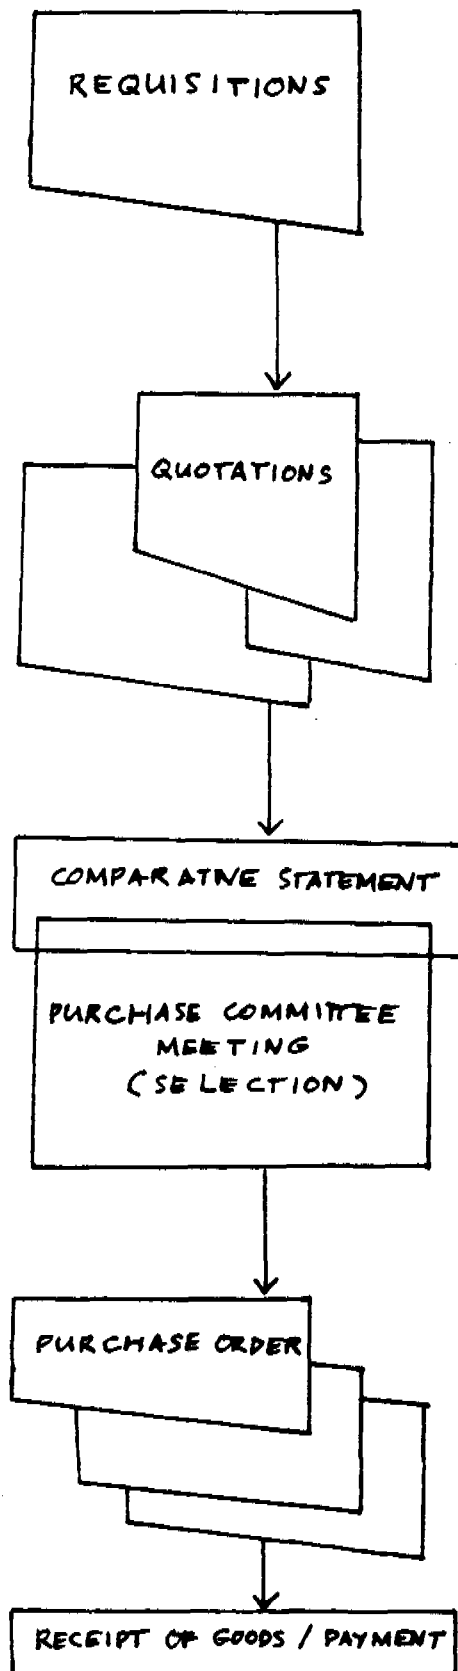 REQUISITIONS
QUOTATIONS
COMPARATIVE STATEMENT
PURCHASE COMMITTEE
MEETING
(SELECTION)
PURCHASE ORDER
RECEIPT OF GOODS / PAYMENT